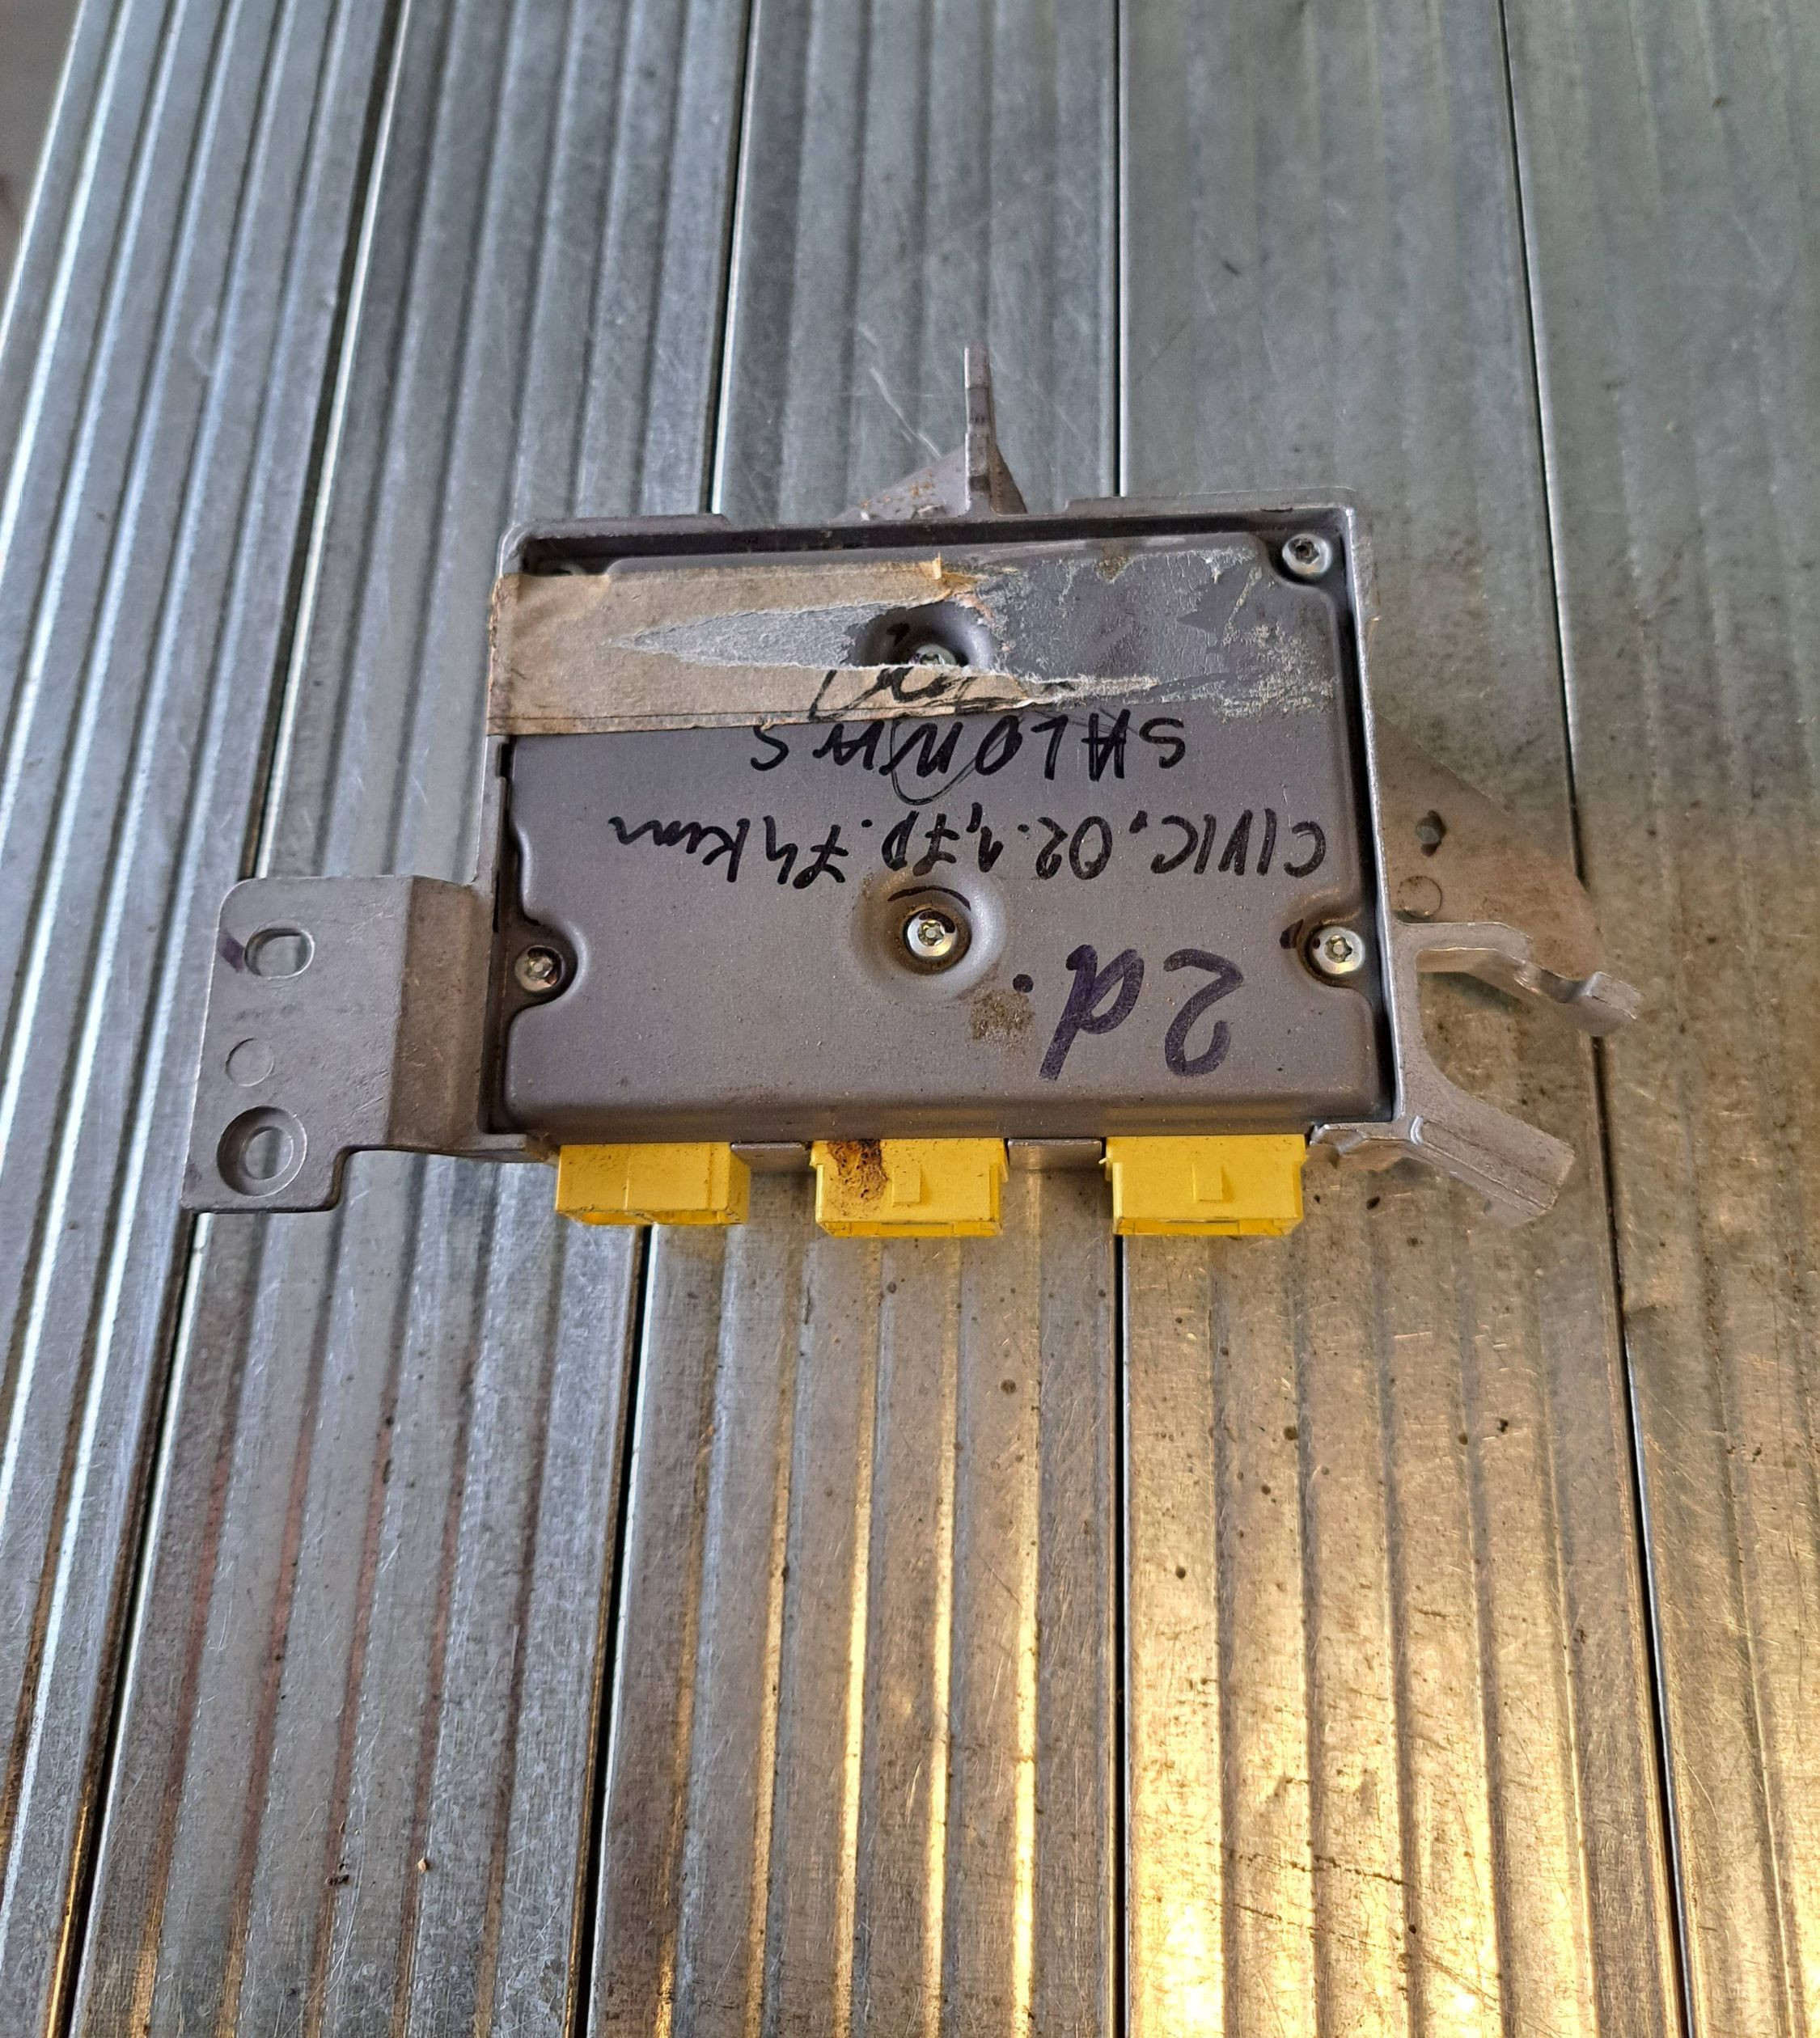 2d.
CIVIC. 02. 1,7D. 74kw
SALONAS